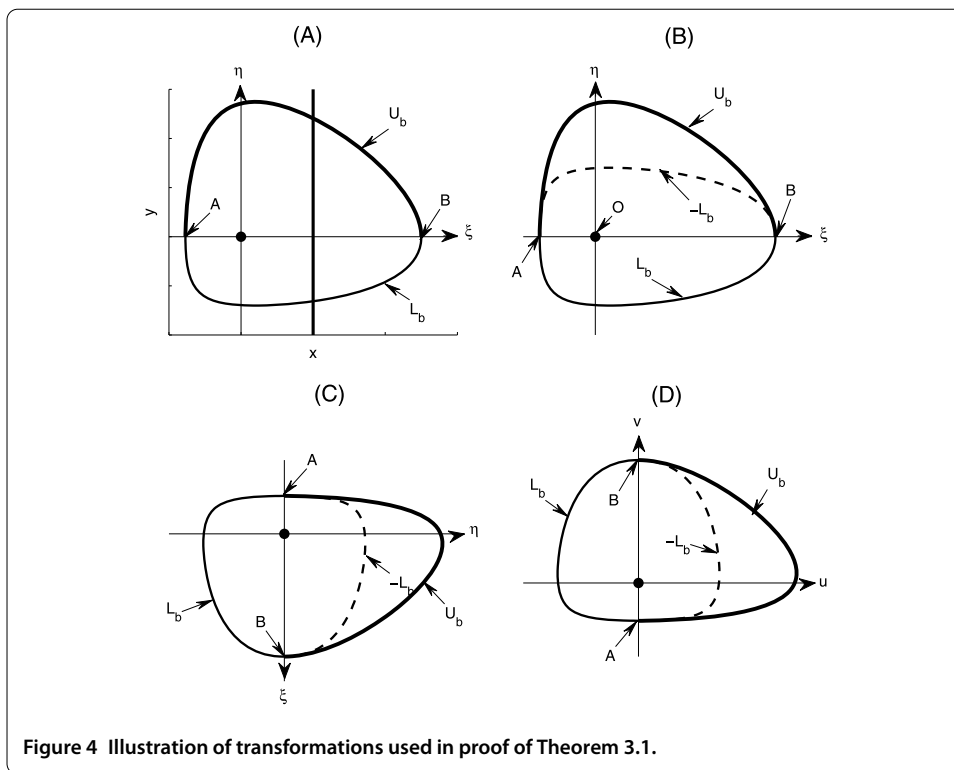 (A)
η
U_b
A
B
ξ
y
L_b
x
(B)
η
U_b
B
O
-L_b
ξ
A
L_b
(C)
A
η
-L_b
L_b
B
U_b
ξ
(D)
v
L_b
B
U_b
-L_b
u
A
Figure 4 Illustration of transformations used in proof of Theorem 3.1.